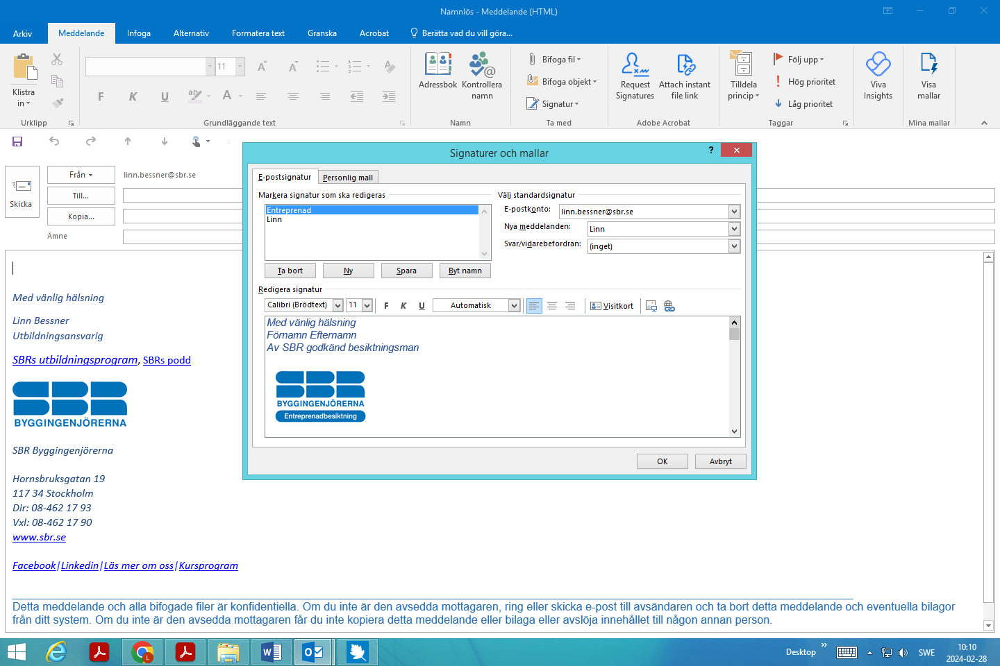 Namnlös - Meddelande (HTML)
Arkiv
Meddelande
Infoga
Alternativ
Formatera text
Granska
Acrobat
Berätta vad du vill göra...
Klistra in
Urklipp
11
F K U
Grundläggande text
Adressbok
Kontrollera namn
Namn
Bifoga fil
Bifoga objekt
Signatur
Ta med
Request Signatures
Attach instant file link
Adobe Acrobat
Tilldela princip
Följ upp
Hög prioritet
Låg prioritet
Taggar
Viva Insights
Visa mallar
Mina mallar
Skicka
Från
linn.bessner@sbr.se
Till...
Kopia...
Ämne
Signaturer och mallar
?
E-postsignatur
Personlig mall
Markera signatur som ska redigeras
Entreprenad
Linn
Ta bort
Ny
Spara
Byt namn
Välj standardsignatur
E-postkonto: linn.bessner@sbr.se
Nya meddelanden: Linn
Svar/vidarebefordran: (inget)
Redigera signatur
Calibri (Brödtext) 11 F K U Automatisk Visitkort
Med vänlig hälsning
Förnamn Efternamn
Av SBR godkänd besiktningsman
SBR
BYGGINGENJÖRERNA
Entreprenadbesiktning
OK
Avbryt
Med vänlig hälsning
Linn Bessner
Utbildningsansvarig
SBRs utbildningsprogram, SBRs podd
SBR
BYGGINGENJÖRERNA
SBR Byggingenjörerna
Hornsbruksgatan 19
117 34 Stockholm
Dir: 08-462 17 93
Vxl: 08-462 17 90
www.sbr.se
Facebook|Linkedin|Läs mer om oss|Kursprogram
Detta meddelande och alla bifogade filer är konfidentiella. Om du inte är den avsedda mottagaren, ring eller skicka e-post till avsändaren och ta bort detta meddelande och eventuella bilagor
från ditt system. Om du inte är den avsedda mottagaren får du inte kopiera detta meddelande eller bilaga eller avslöja innehållet till någon annan person.
Desktop
SWE
10:10
2024-02-28